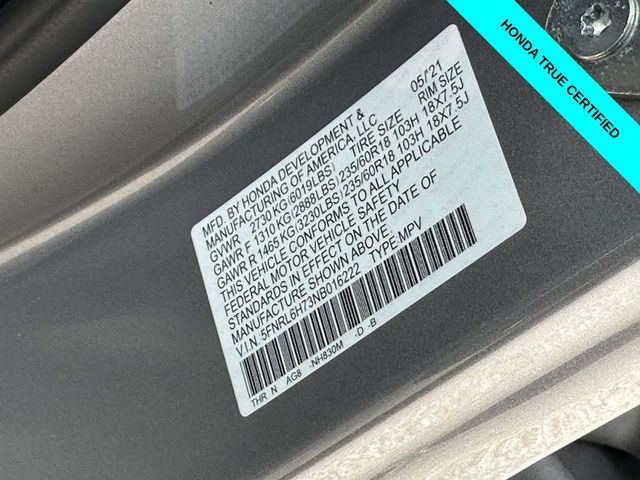 HONDA TRUE CERTIFIED
MFD. BY HONDA DEVELOPMENT & 05/21
MANUFACTURING OF AMERICA, LLC
GVWR 2730 KG (6019LBS) TIRE SIZE RIM SIZE
GAWR F 1310 KG (2888LBS) 235/60R18 103H 18X7.5J
GAWR R 1465 KG (3230LBS) 235/60R18 103H 18X7.5J
THIS VEHICLE CONFORMS TO ALL APPLICABLE
FEDERAL MOTOR VEHICLE SAFETY
STANDARDS IN EFFECT ON THE DATE OF
MANUFACTURE SHOWN ABOVE.
V.I.N. 5FNRL6H73NB016222 TYPE:MPV
THR N AG8 -NH830M -D -B